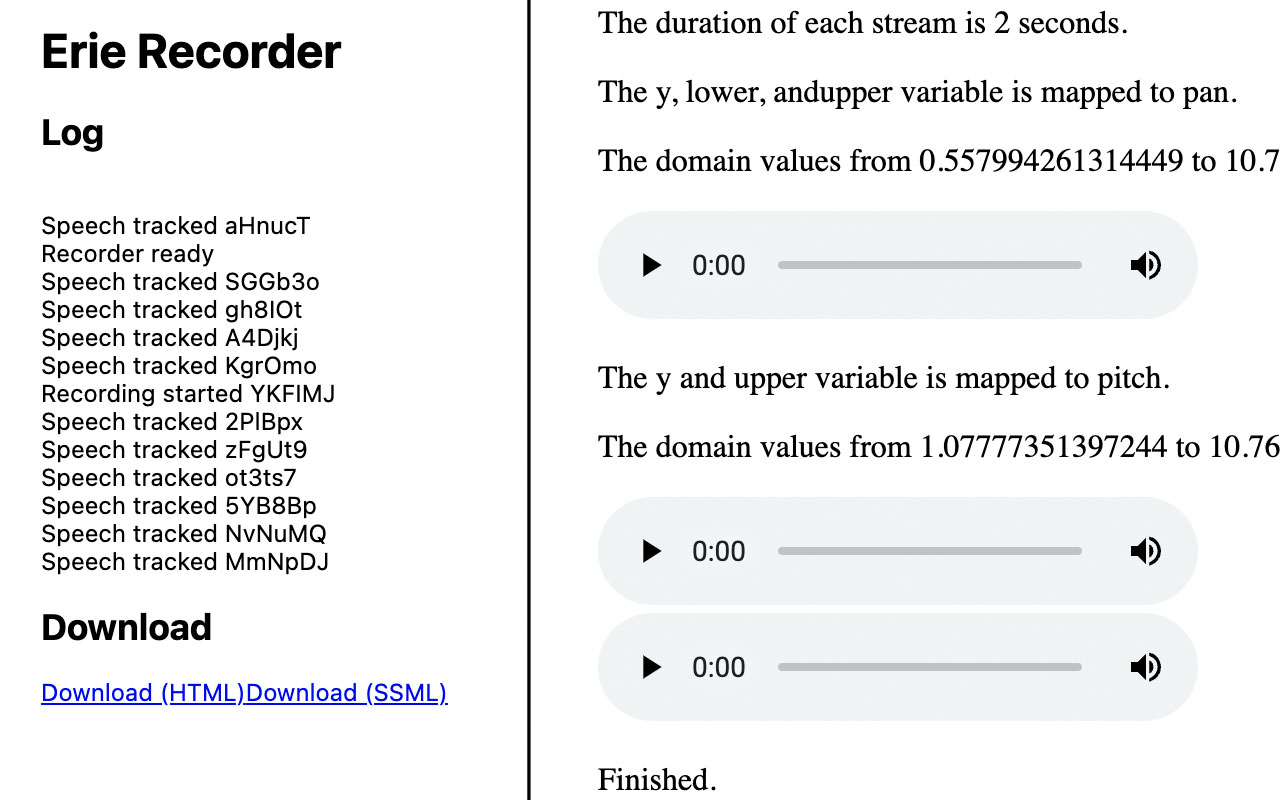 Erie Recorder
Log
Speech tracked aHnucT
Recorder ready
Speech tracked SGGb3o
Speech tracked gh8IOt
Speech tracked A4Djkj
Speech tracked KgrOmo
Recording started YKFIMJ
Speech tracked 2PlBpx
Speech tracked zFgUt9
Speech tracked ot3ts7
Speech tracked 5YB8Bp
Speech tracked NvNuMQ
Speech tracked MmNpDJ
Download
Download (HTML)Download (SSML)
The duration of each stream is 2 seconds.
The y, lower, andupper variable is mapped to pan.
The domain values from 0.557994261314449 to 10.7
0:00
The y and upper variable is mapped to pitch.
The domain values from 1.07777351397244 to 10.76
0:00
0:00
Finished.